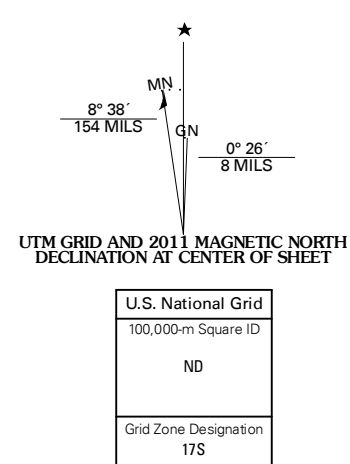 MN
8° 38´
154 MILS
GN
0° 26´
8 MILS
UTM GRID AND 2011 MAGNETIC NORTH
DECLINATION AT CENTER OF SHEET
U.S. National Grid
100,000-m Square ID
ND
Grid Zone Designation
17S